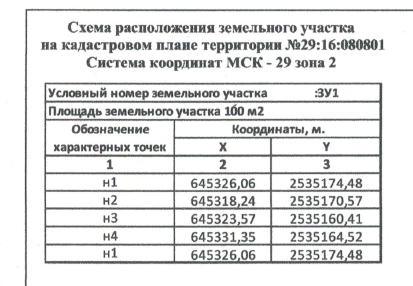 Схема расположения земельного участка
на кадастровом плане территории №29:16:080801
Система координат МСК - 29 зона 2
Условный номер земельного участка :ЗУ1
Площадь земельного участка 100 м2
Обозначение характерных точек Координаты, м.
X Y
1 2 3
н1 645326,06 2535174,48
н2 645318,24 2535170,57
н3 645323,57 2535160,41
н4 645331,35 2535164,52
н1 645326,06 2535174,48